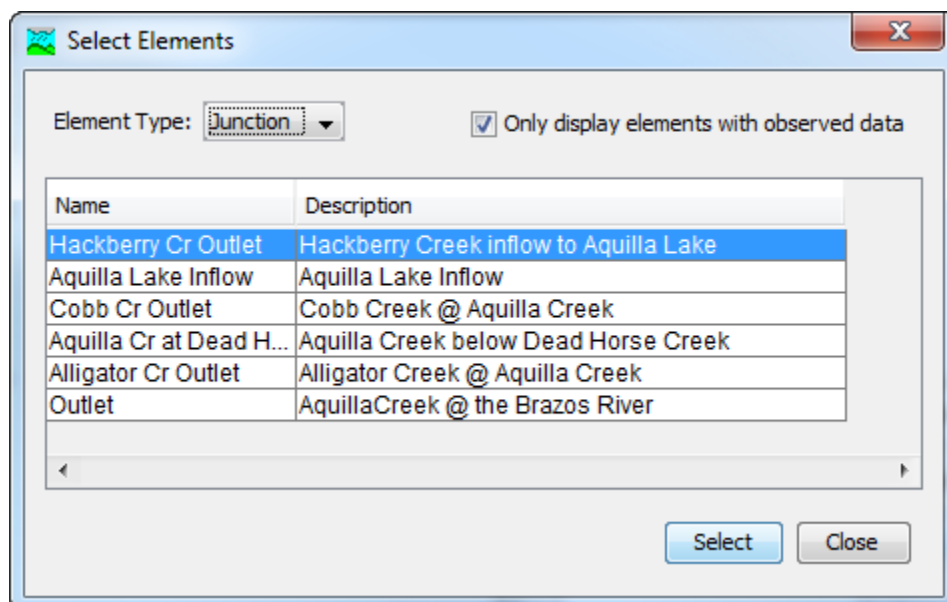 Select Elements
Element Type: Junction Only display elements with observed data
Name Description
Hackberry Cr Outlet Hackberry Creek inflow to Aquilla Lake
Aquilla Lake Inflow Aquilla Lake Inflow
Cobb Cr Outlet Cobb Creek @ Aquilla Creek
Aquilla Cr at Dead H... Aquilla Creek below Dead Horse Creek
Alligator Cr Outlet Alligator Creek @ Aquilla Creek
Outlet AquillaCreek @ the Brazos River
Select Close